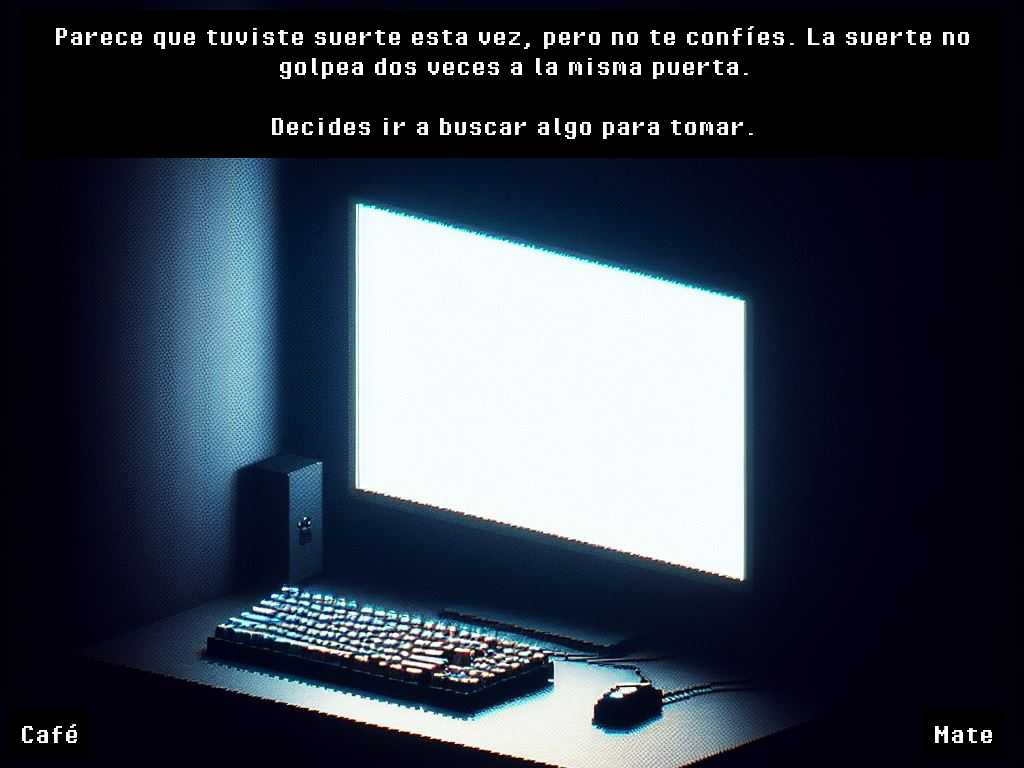 Parece que tuviste suerte esta vez, pero no te confíes. La suerte no
golpea dos veces a la misma puerta.
Decides ir a buscar algo para tomar.
Café
Mate